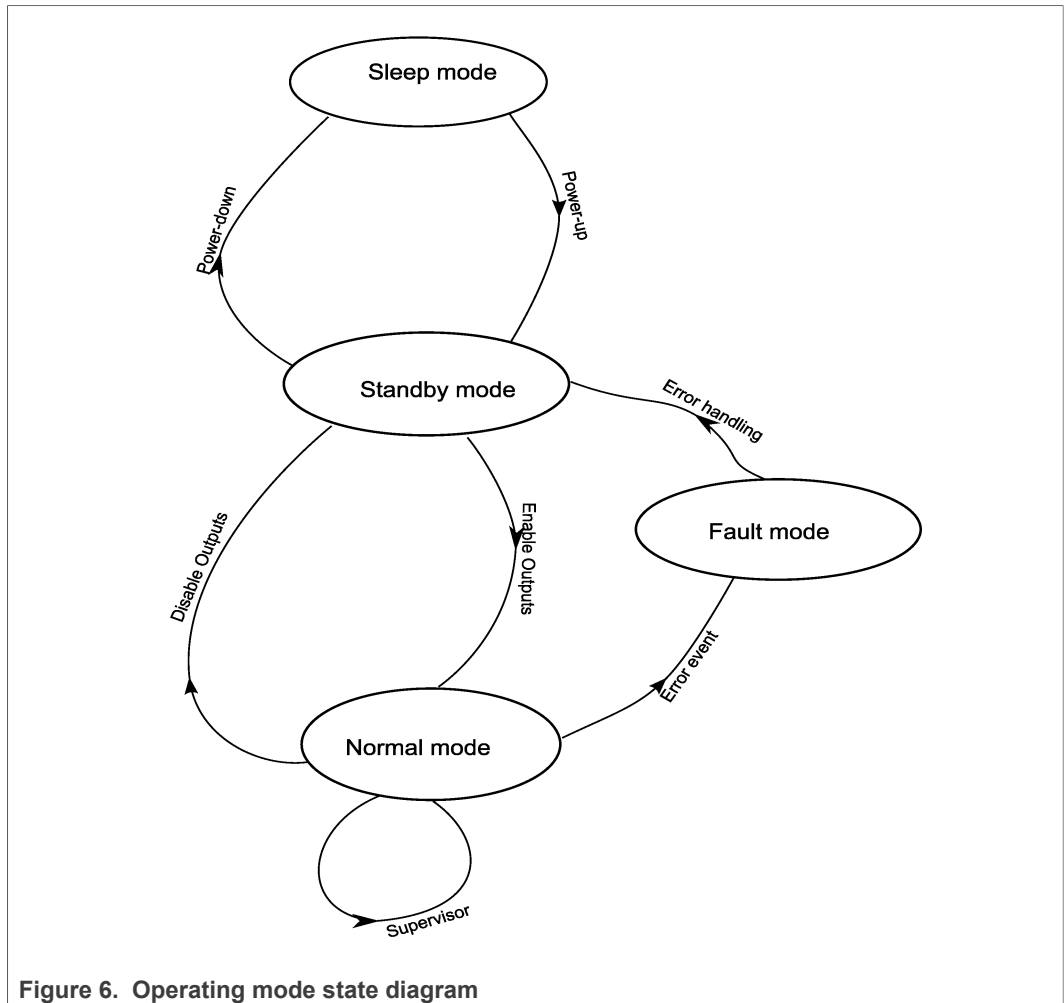 Sleep mode
Power-down
Power-up
Standby mode
Error handling
Disable Outputs
Enable Outputs
Fault mode
Error event
Normal mode
Supervisor
Figure 6. Operating mode state diagram